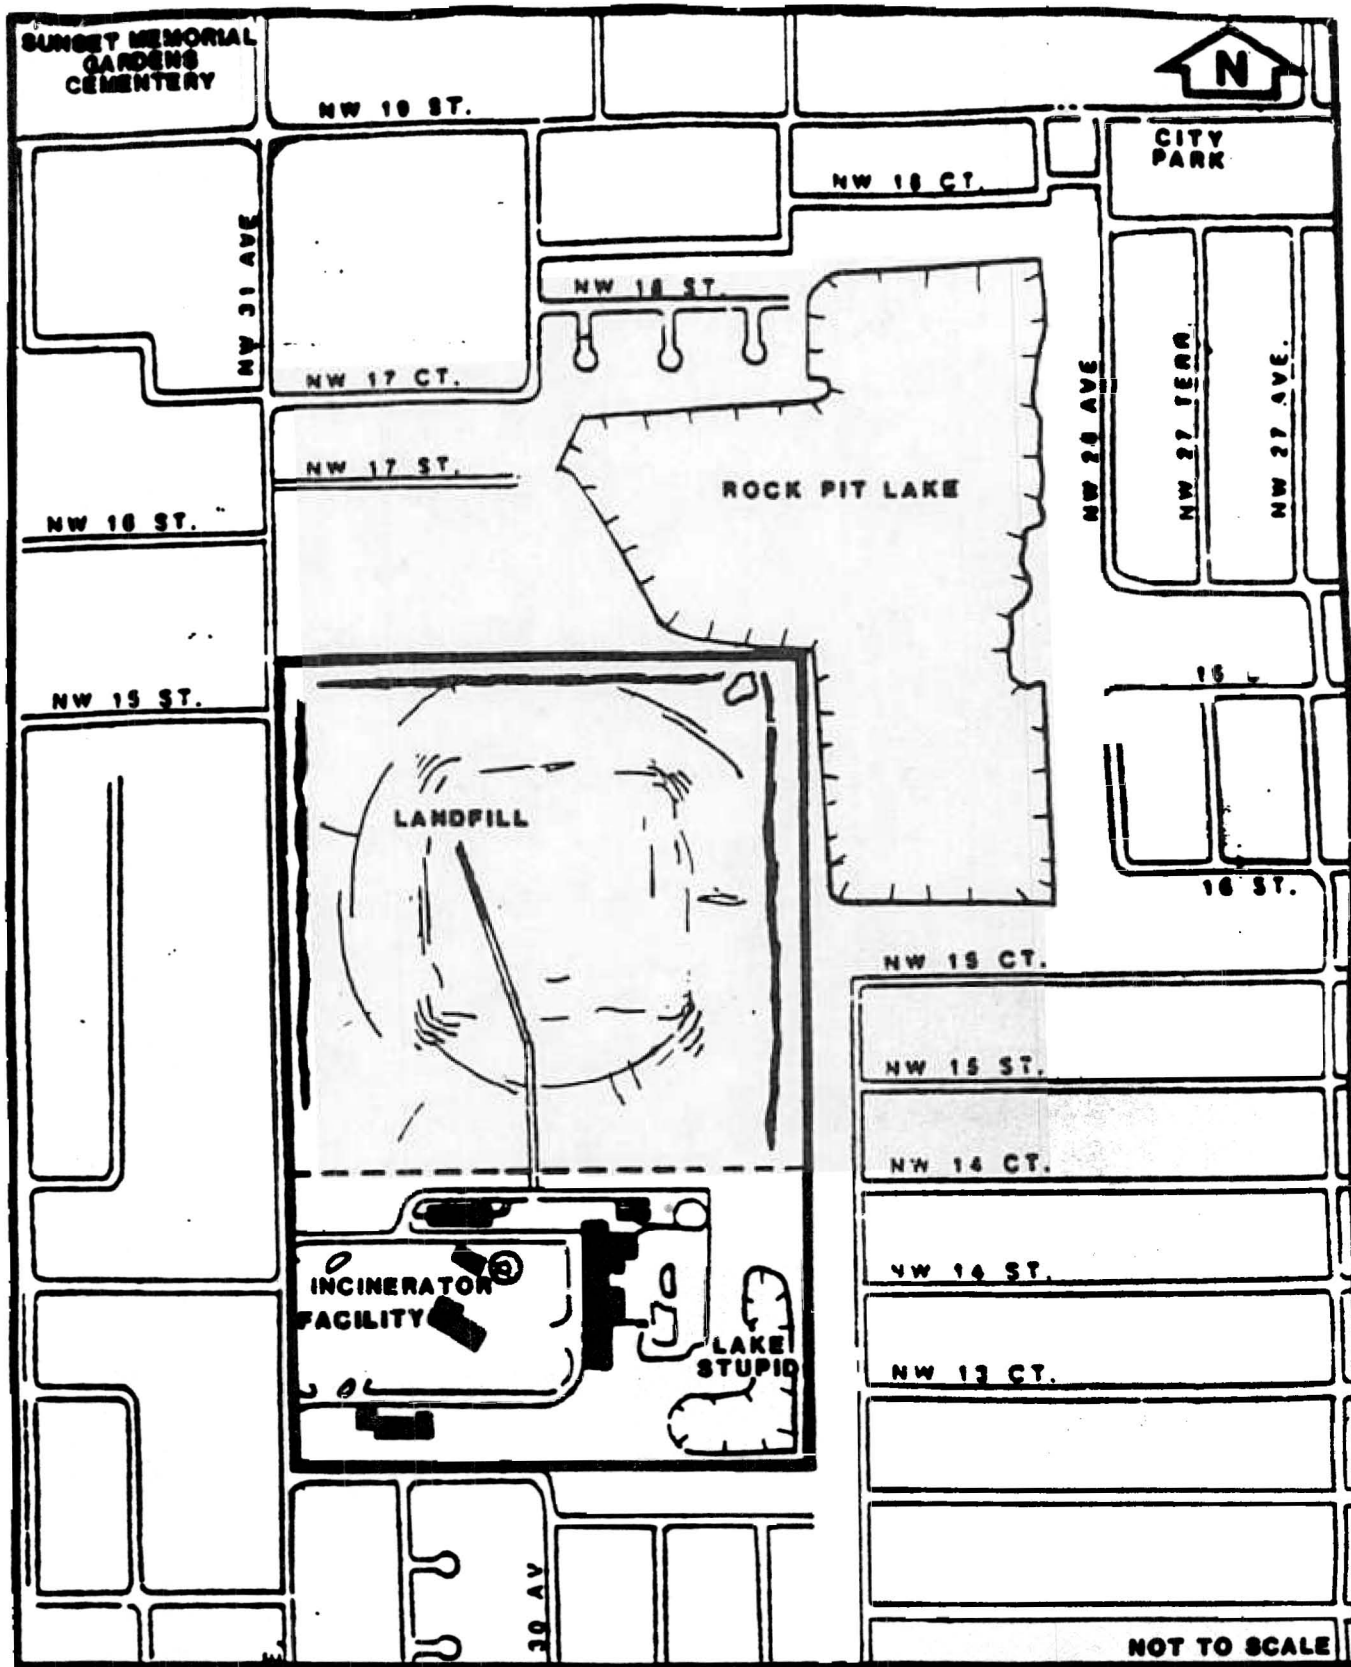 SUNSET MEMORIAL
GARDENS
CEMENTERY
N
NW 19 ST.
CITY
PARK
NW 18 CT.
NW 31 AVE
NW 18 ST.
NW 17 CT.
NW 28 AVE
NW 27 TERR.
NW 27 AVE.
NW 17 ST.
ROCK PIT LAKE
NW 16 ST.
NW 15 ST.
16
LANDFILL
16 ST.
NW 15 CT.
NW 15 ST.
NW 14 CT.
NW 14 ST.
INCINERATOR
FACILITY
LAKE
STUPID
NW 13 CT.
30 AV
NOT TO SCALE